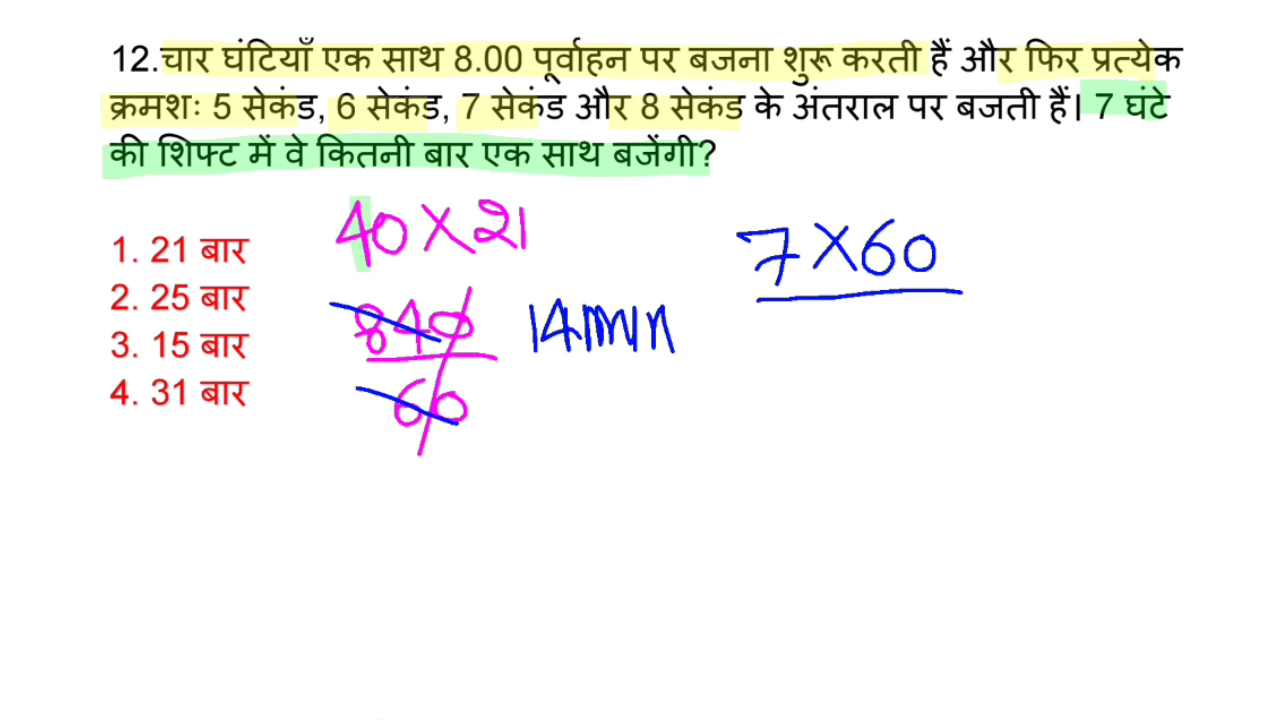 12.चार घंटियाँ एक साथ 8.00 पूर्वाहन पर बजना शुरू करती हैं और फिर प्रत्येक
क्रमशः 5 सेकंड, 6 सेकंड, 7 सेकंड और 8 सेकंड के अंतराल पर बजती हैं। 7 घंटे
की शिफ्ट में वे कितनी बार एक साथ बजेंगी?
40 X 21
7 X 60
1. 21 बार
2. 25 बार
840
14min
3. 15 बार
60
4. 31 बार